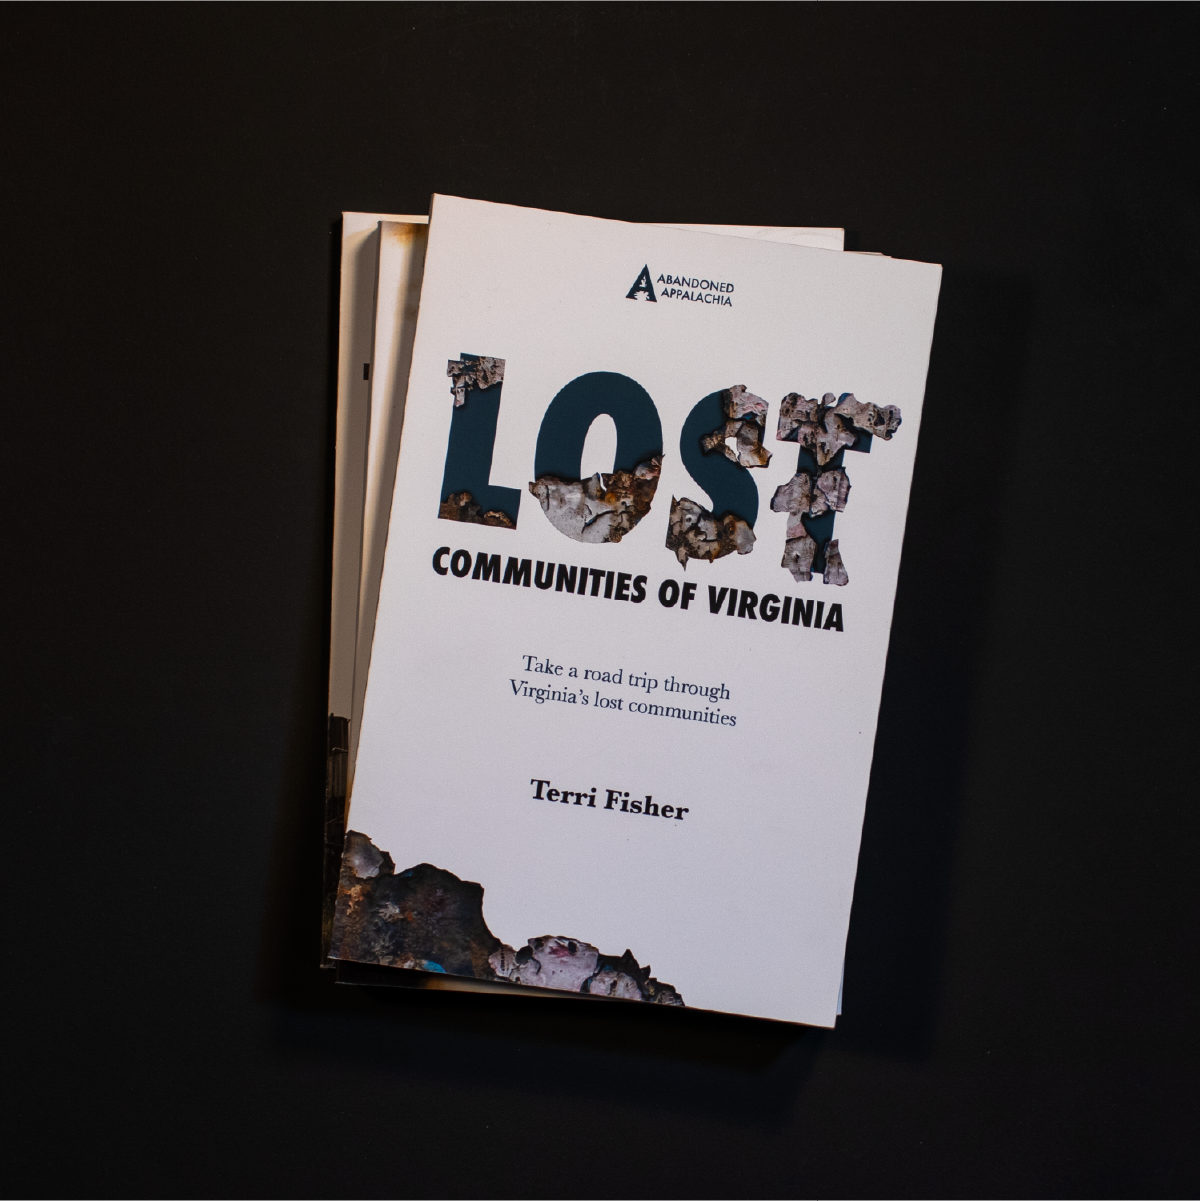 ABANDONED
APPALACHIA
LOST
COMMUNITIES OF VIRGINIA
Take a road trip through
Virginia's lost communities
Terri Fisher